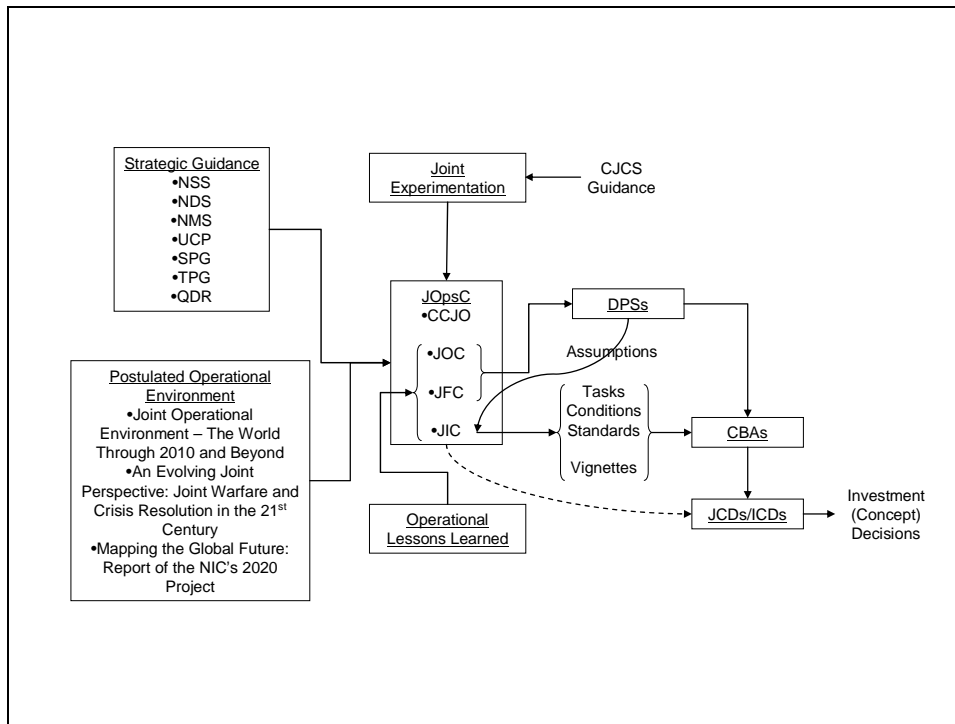 Strategic Guidance
•NSS
•NDS
•NMS
•UCP
•SPG
•TPG
•QDR
Postulated Operational
Environment
•Joint Operational
Environment – The World
Through 2010 and Beyond
•An Evolving Joint
Perspective: Joint Warfare and
Crisis Resolution in the 21st
Century
•Mapping the Global Future:
Report of the NIC’s 2020
Project
Joint
Experimentation
CJCS
Guidance
JOpsC
•CCJO
•JOC
•JFC
•JIC
Operational
Lessons Learned
DPSs
Assumptions
Tasks
Conditions
Standards
Vignettes
CBAs
JCDs/ICDs
Investment
(Concept)
Decisions